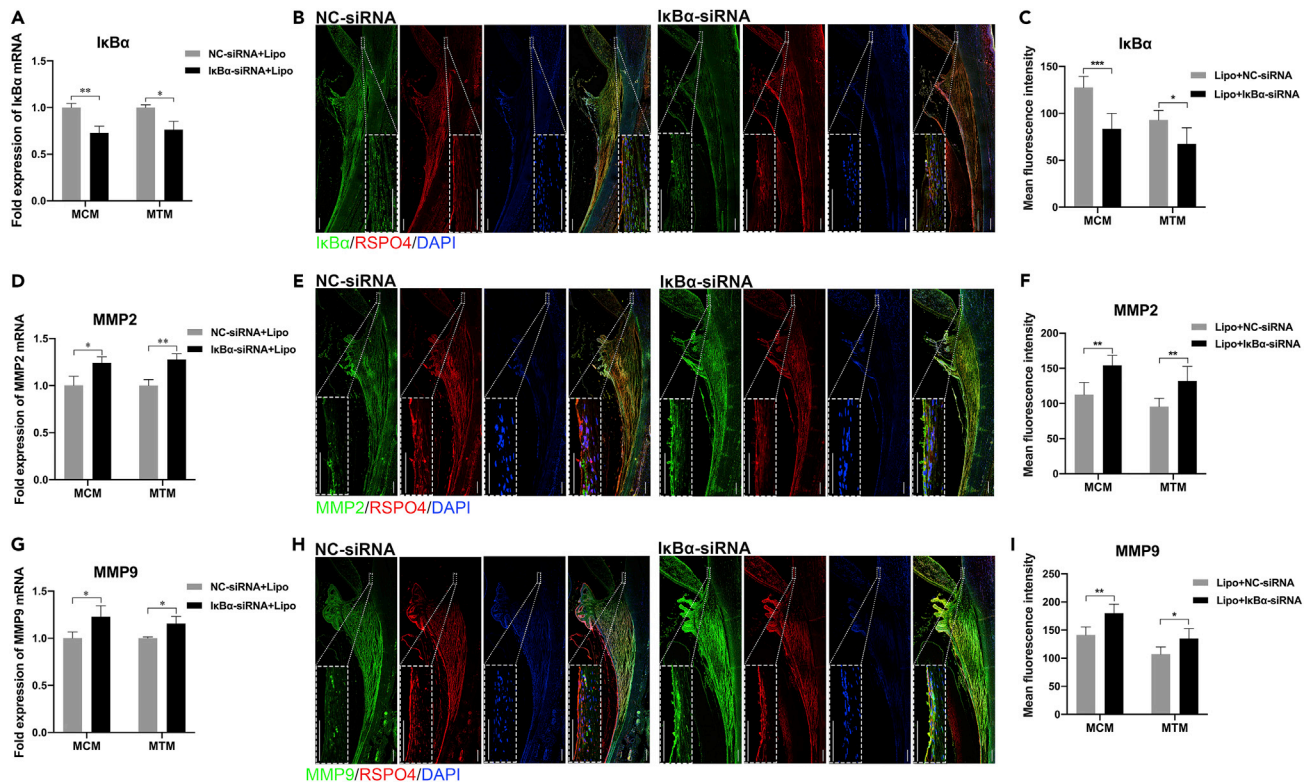 A
IκBα
Fold expression of IκBα mRNA
1.5
1.0
0.5
0.0
**
*
MCM
MTM
NC-siRNA+Lipo
IκBα-siRNA+Lipo
B
NC-siRNA
IκBα-siRNA
IκBα/RSPO4/DAPI
C
IκBα
Mean fluorescence intensity
150
100
50
0
***
*
MCM
MTM
Lipo+NC-siRNA
Lipo+IκBα-siRNA
D
MMP2
Fold expression of MMP2 mRNA
1.5
1.0
0.5
0.0
*
**
MCM
MTM
NC-siRNA+Lipo
IκBα-siRNA+Lipo
E
NC-siRNA
IκBα-siRNA
MMP2/RSPO4/DAPI
F
MMP2
Mean fluorescence intensity
200
150
100
50
0
**
**
MCM
MTM
Lipo+NC-siRNA
Lipo+IκBα-siRNA
G
MMP9
Fold expression of MMP9 mRNA
1.5
1.0
0.5
0.0
*
*
MCM
MTM
NC-siRNA+Lipo
IκBα-siRNA+Lipo
H
NC-siRNA
IκBα-siRNA
MMP9/RSPO4/DAPI
I
MMP9
Mean fluorescence intensity
250
200
150
100
50
0
**
*
MCM
MTM
Lipo+NC-siRNA
Lipo+IκBα-siRNA